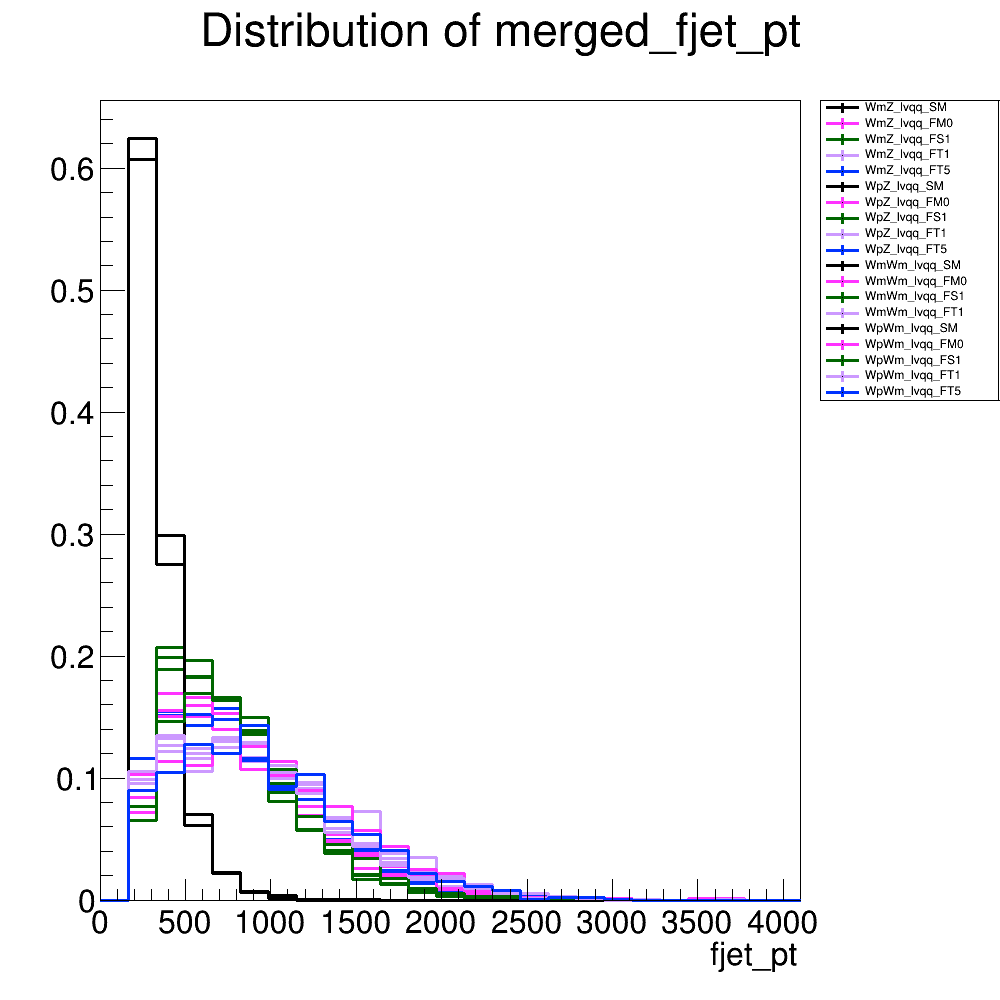 Distribution of merged_fjet_pt
WmZ_lvqq_SM
WmZ_lvqq_FM0
WmZ_lvqq_FS1
WmZ_lvqq_FT1
WmZ_lvqq_FT5
WpZ_lvqq_SM
WpZ_lvqq_FM0
WpZ_lvqq_FS1
WpZ_lvqq_FT1
WpZ_lvqq_FT5
WmWm_lvqq_SM
WmWm_lvqq_FM0
WmWm_lvqq_FS1
WmWm_lvqq_FT1
WpWm_lvqq_SM
WpWm_lvqq_FM0
WpWm_lvqq_FS1
WpWm_lvqq_FT1
WpWm_lvqq_FT5
0.6
0.5
0.4
0.3
0.2
0.1
0
0 500 1000 1500 2000 2500 3000 3500 4000
fjet_pt